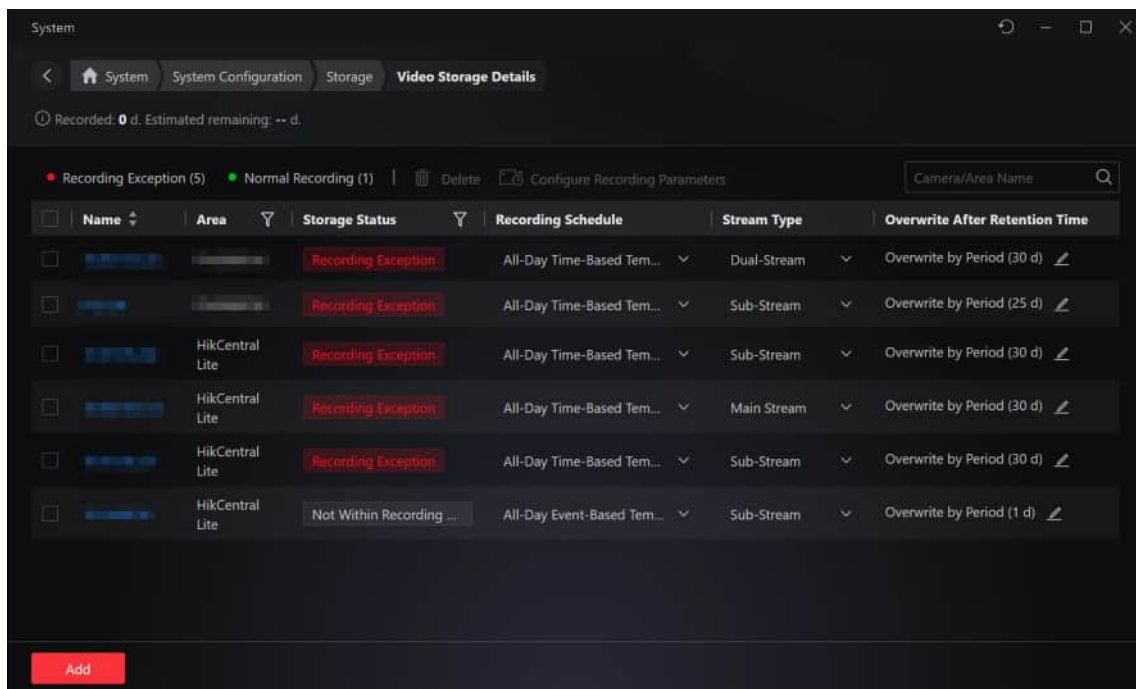 System
System System Configuration Storage Video Storage Details
Recorded: 0 d. Estimated remaining: -- d.
Recording Exception (5) Normal Recording (1) Delete Configure Recording Parameters Camera/Area Name
Name Area Storage Status Recording Schedule Stream Type Overwrite After Retention Time
Recording Exception All-Day Time-Based Tem... Dual-Stream Overwrite by Period (30 d)
Recording Exception All-Day Time-Based Tem... Sub-Stream Overwrite by Period (25 d)
HikCentral
Lite
Recording Exception All-Day Time-Based Tem... Sub-Stream Overwrite by Period (30 d)
HikCentral
Lite
Recording Exception All-Day Time-Based Tem... Main Stream Overwrite by Period (30 d)
HikCentral
Lite
Recording Exception All-Day Time-Based Tem... Sub-Stream Overwrite by Period (30 d)
HikCentral
Lite
Not Within Recording ... All-Day Event-Based Tem... Sub-Stream Overwrite by Period (1 d)
Add